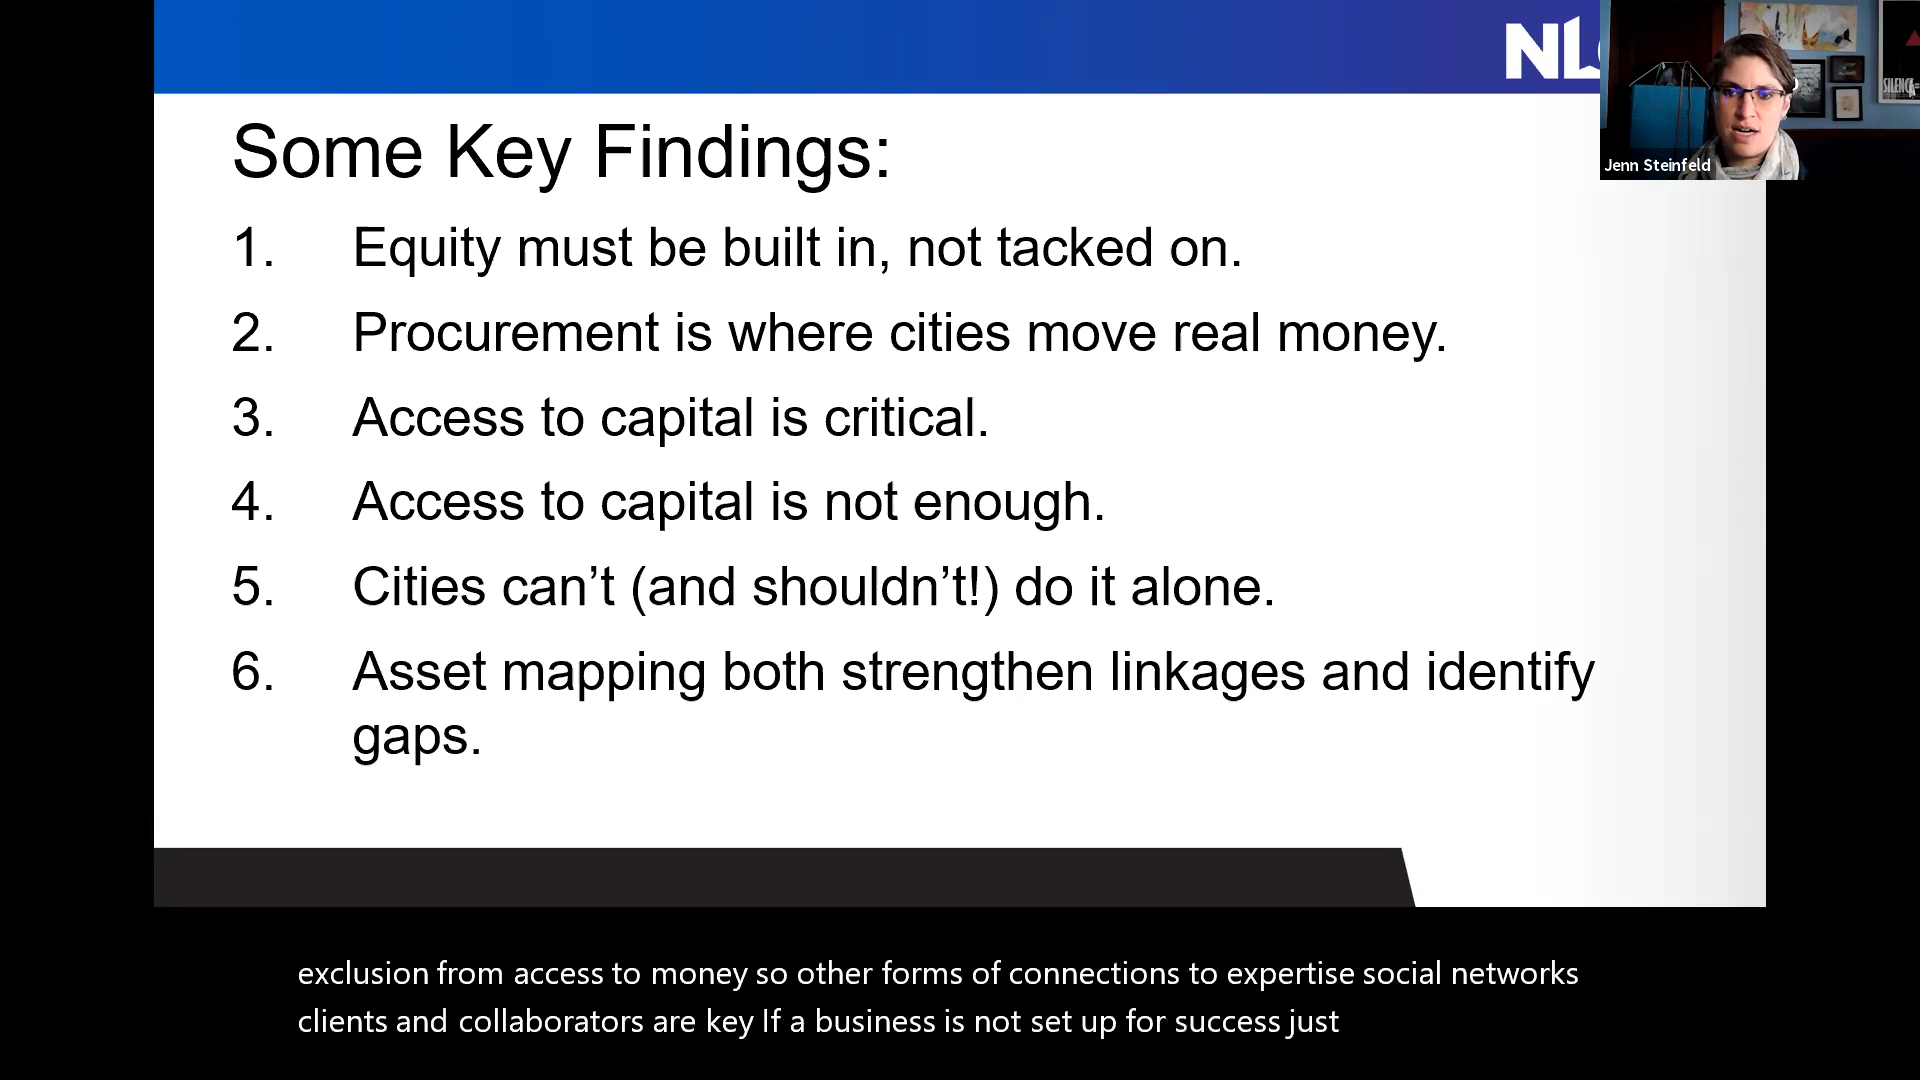 NL
Jenn Steinfeld
Some Key Findings:
1. Equity must be built in, not tacked on.
2. Procurement is where cities move real money.
3. Access to capital is critical.
4. Access to capital is not enough.
5. Cities can’t (and shouldn’t!) do it alone.
6. Asset mapping both strengthen linkages and identify
gaps.
exclusion from access to money so other forms of connections to expertise social networks
clients and collaborators are key If a business is not set up for success just